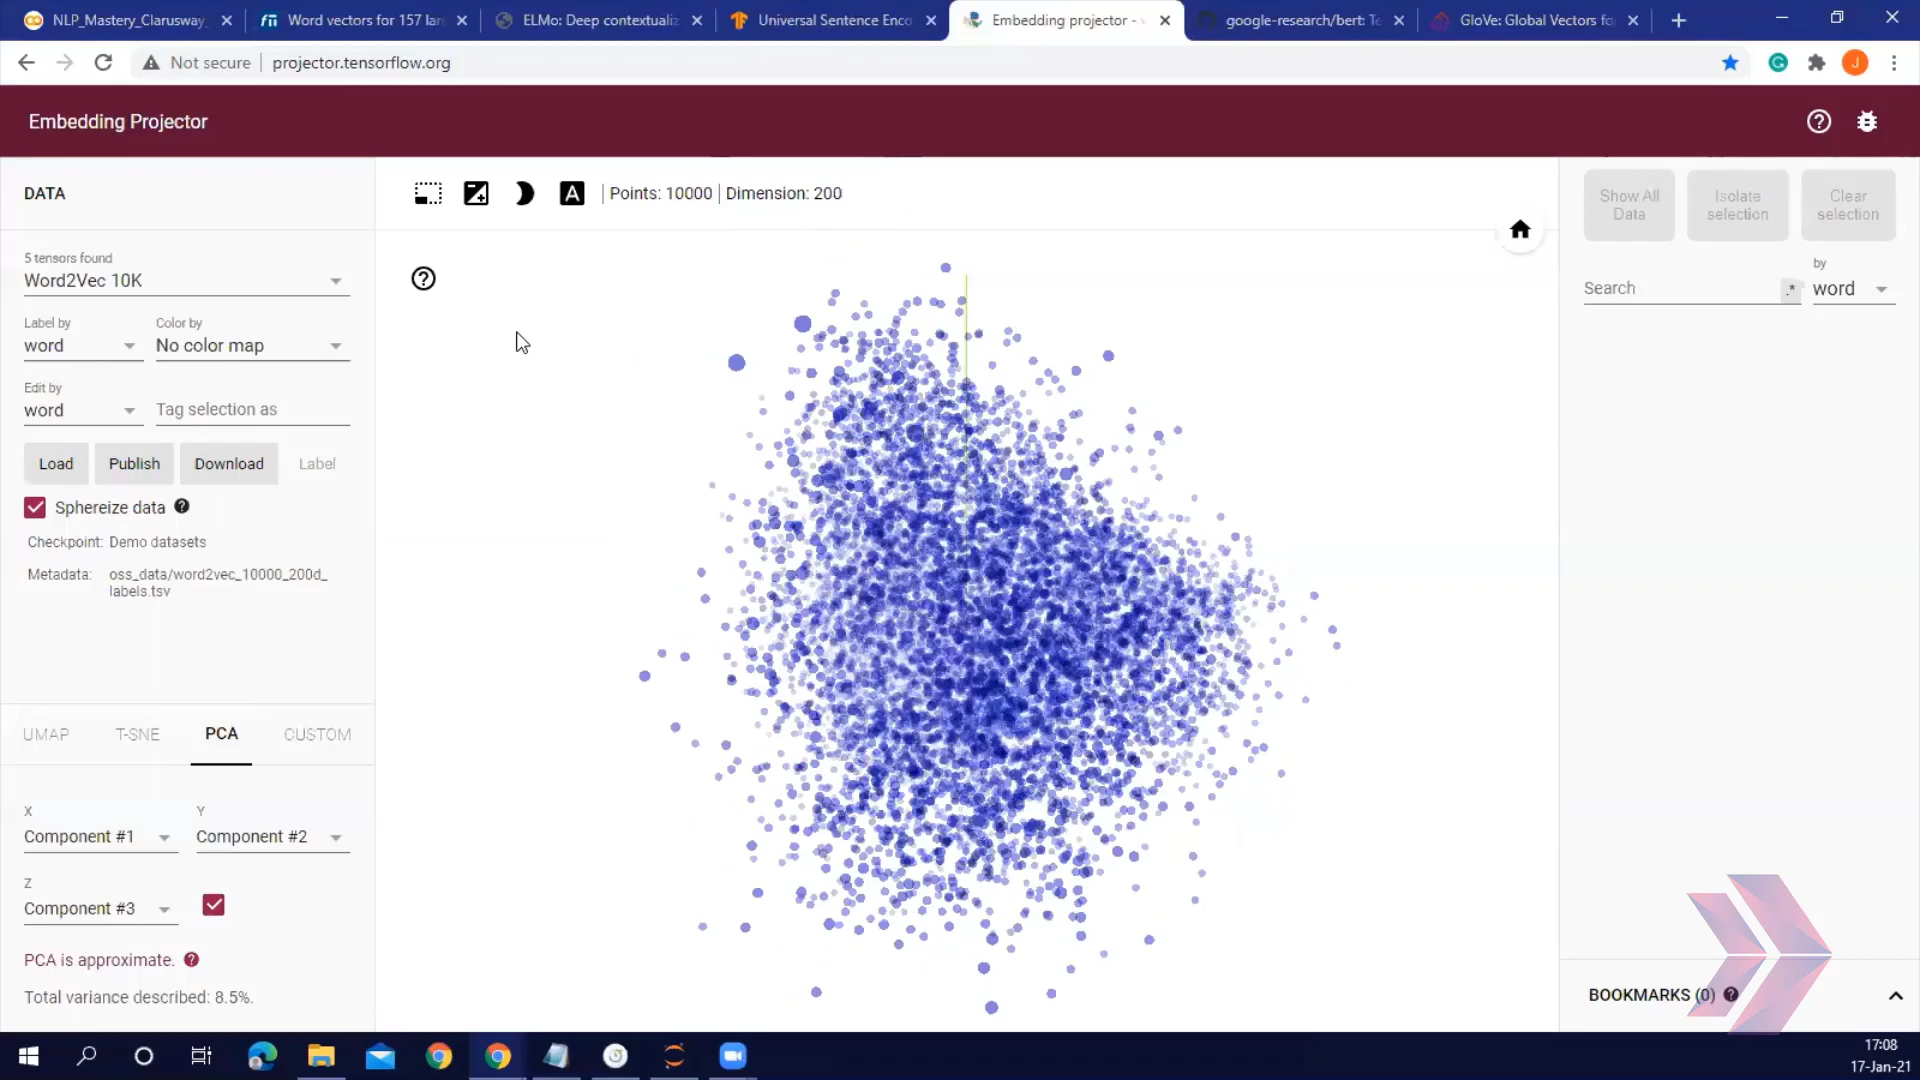 NLP_Mastery_Clarusway_
Word vectors for 157 lan
ELMo: Deep contextualiz
Universal Sentence Enco
Embedding projector -
google-research/bert: Te
GloVe: Global Vectors fo
Not secure
projector.tensorflow.org
J
Embedding Projector
DATA
A
Points: 10000
Dimension: 200
Show All
Data
Isolate
selection
Clear
selection
5 tensors found
Word2Vec 10K
by
Search
.*
word
Label by
word
Color by
No color map
Edit by
word
Tag selection as
Load
Publish
Download
Label
Sphereize data
Checkpoint: Demo datasets
Metadata: oss_data/word2vec_10000_200d_
labels.tsv
UMAP
T-SNE
PCA
CUSTOM
X
Component #1
Y
Component #2
Z
Component #3
PCA is approximate.
Total variance described: 8.5%.
BOOKMARKS (0)
17:08
17-Jan-21